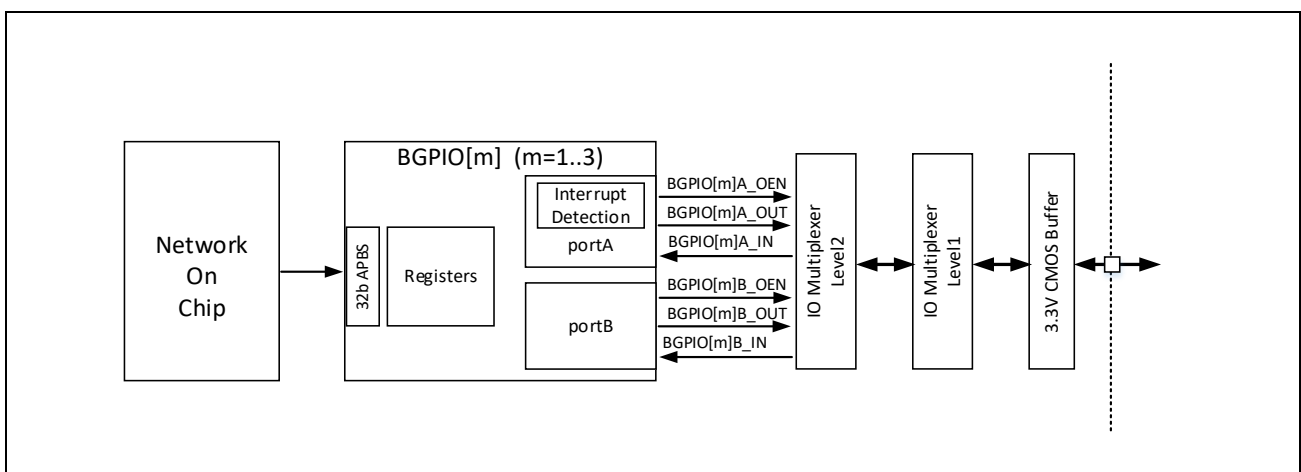 Network
On
Chip
BGPIO[m] (m=1..3)
32b APBS
Registers
Interrupt
Detection
portA
portB
BGPIO[m]A_OEN
BGPIO[m]A_OUT
BGPIO[m]A_IN
BGPIO[m]B_OEN
BGPIO[m]B_OUT
BGPIO[m]B_IN
IO Multiplexer
Level2
IO Multiplexer
Level1
3.3V CMOS Buffer